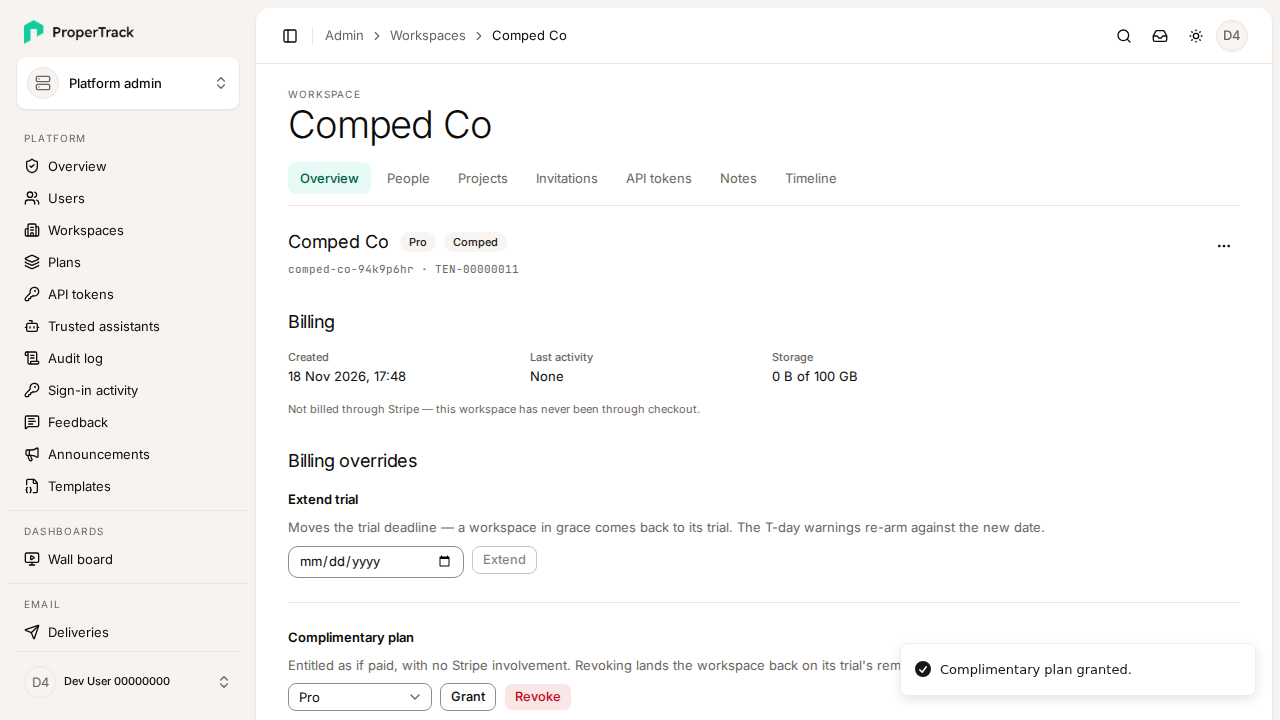 ProperTrack
Platform admin
PLATFORM
Overview
Users
Workspaces
Plans
API tokens
Trusted assistants
Audit log
Sign-in activity
Feedback
Announcements
Templates
DASHBOARDS
Wall board
EMAIL
Deliveries
D4 Dev User 00000000
Admin > Workspaces > Comped Co
D4
WORKSPACE
Comped Co
Overview People Projects Invitations API tokens Notes Timeline
Comped Co Pro Comped
comped-co-94k9p6hr · TEN-00000011
Billing
Created Last activity Storage
18 Nov 2026, 17:48 None 0 B of 100 GB
Not billed through Stripe — this workspace has never been through checkout.
Billing overrides
Extend trial
Moves the trial deadline — a workspace in grace comes back to its trial. The T-day warnings re-arm against the new date.
mm/dd/yyyy Extend
Complimentary plan
Entitled as if paid, with no Stripe involvement. Revoking lands the workspace back on its trial's
Pro Grant Revoke
Complimentary plan granted.